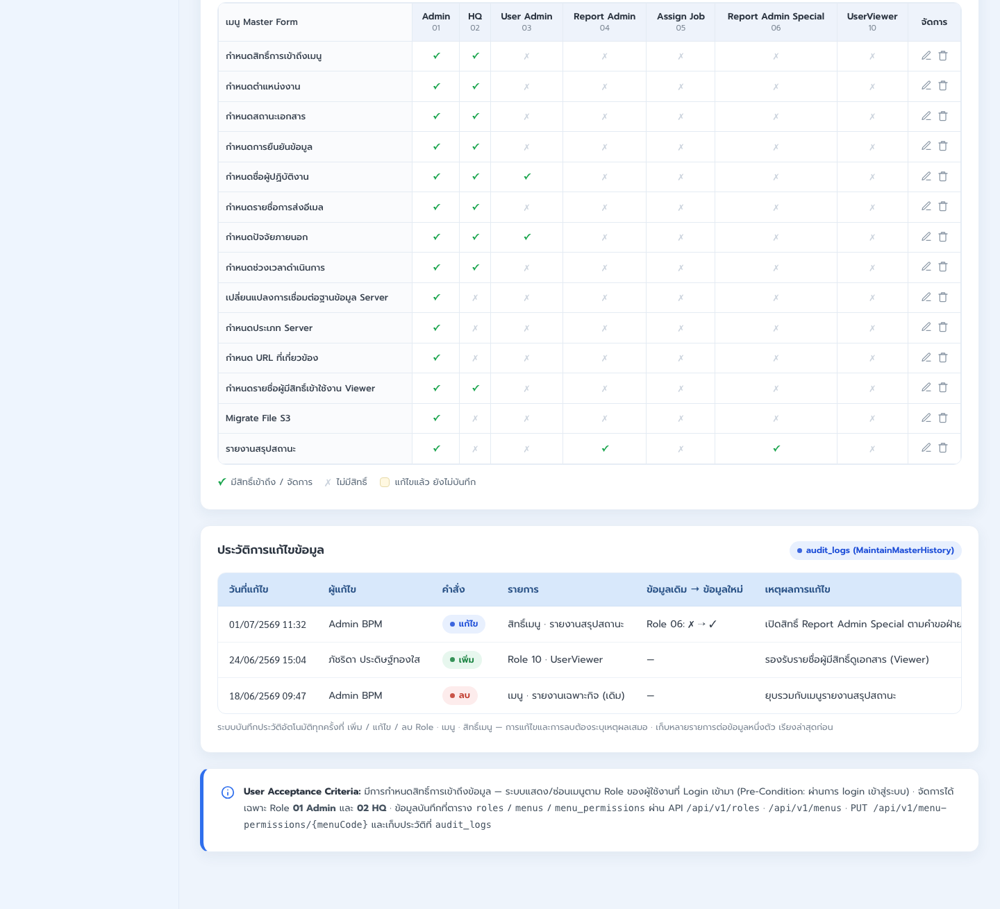 เมนู Master Form Admin HQ User Admin Report Admin Assign Job Report Admin Special UserViewer จัดการ
01 02 03 04 05 06 10
กำหนดสิทธิ์การเข้าถึงเมนู ✓ ✓ ✗ ✗ ✗ ✗ ✗
กำหนดตำแหน่งงาน ✓ ✓ ✗ ✗ ✗ ✗ ✗
กำหนดสถานะเอกสาร ✓ ✓ ✗ ✗ ✗ ✗ ✗
กำหนดการยืนยันข้อมูล ✓ ✓ ✗ ✗ ✗ ✗ ✗
กำหนดชื่อผู้ปฏิบัติงาน ✓ ✓ ✓ ✗ ✗ ✗ ✗
กำหนดรายชื่อการส่งอีเมล ✓ ✓ ✗ ✗ ✗ ✗ ✗
กำหนดปัจจัยภายนอก ✓ ✓ ✓ ✗ ✗ ✗ ✗
กำหนดช่วงเวลาดำเนินการ ✓ ✓ ✗ ✗ ✗ ✗ ✗
เปลี่ยนแปลงการเชื่อมต่อฐานข้อมูล Server ✓ ✗ ✗ ✗ ✗ ✗ ✗
กำหนดประเภท Server ✓ ✗ ✗ ✗ ✗ ✗ ✗
กำหนด URL ที่เกี่ยวข้อง ✓ ✗ ✗ ✗ ✗ ✗ ✗
กำหนดรายชื่อผู้มีสิทธิ์เข้าใช้งาน Viewer ✓ ✓ ✗ ✗ ✗ ✗ ✗
Migrate File S3 ✓ ✗ ✗ ✗ ✗ ✗ ✗
รายงานสรุปสถานะ ✓ ✗ ✗ ✓ ✗ ✓ ✗
✓ มีสิทธิ์เข้าถึง / จัดการ ✗ ไม่มีสิทธิ์ แก้ไขแล้ว ยังไม่บันทึก
ประวัติการแก้ไขข้อมูล audit_logs (MaintainMasterHistory)
วันที่แก้ไข ผู้แก้ไข คำสั่ง รายการ ข้อมูลเดิม → ข้อมูลใหม่ เหตุผลการแก้ไข
01/07/2569 11:32 Admin BPM แก้ไข สิทธิ์เมนู · รายงานสรุปสถานะ Role 06: ✗ → ✓ เปิดสิทธิ์ Report Admin Special ตามคำขอฝ่าย
24/06/2569 15:04 ภัชริดา ประดิษฐ์ทองใส เพิ่ม Role 10 · UserViewer — รองรับรายชื่อผู้มีสิทธิ์ดูเอกสาร (Viewer)
18/06/2569 09:47 Admin BPM ลบ เมนู · รายงานเฉพาะกิจ (เดิม) — ยุบรวมกับเมนูรายงานสรุปสถานะ
ระบบบันทึกประวัติอัตโนมัติทุกครั้งที่ เพิ่ม / แก้ไข / ลบ Role · เมนู · สิทธิ์เมนู — การแก้ไขและการลบต้องระบุเหตุผลเสมอ · เก็บหลายรายการต่อข้อมูลหนึ่งตัว เรียงล่าสุดก่อน
User Acceptance Criteria: มีการกำหนดสิทธิ์การเข้าถึงข้อมูล — ระบบแสดง/ซ่อนเมนูตาม Role ของผู้ใช้งานที่ Login เข้ามา (Pre-Condition: ผ่านการ login เข้าสู่ระบบ) · จัดการได้
เฉพาะ Role 01 Admin และ 02 HQ · ข้อมูลบันทึกที่ตาราง roles / menus / menu_permissions ผ่าน API /api/v1/roles · /api/v1/menus · PUT /api/v1/menu-
permissions/{menuCode} และเก็บประวัติที่ audit_logs